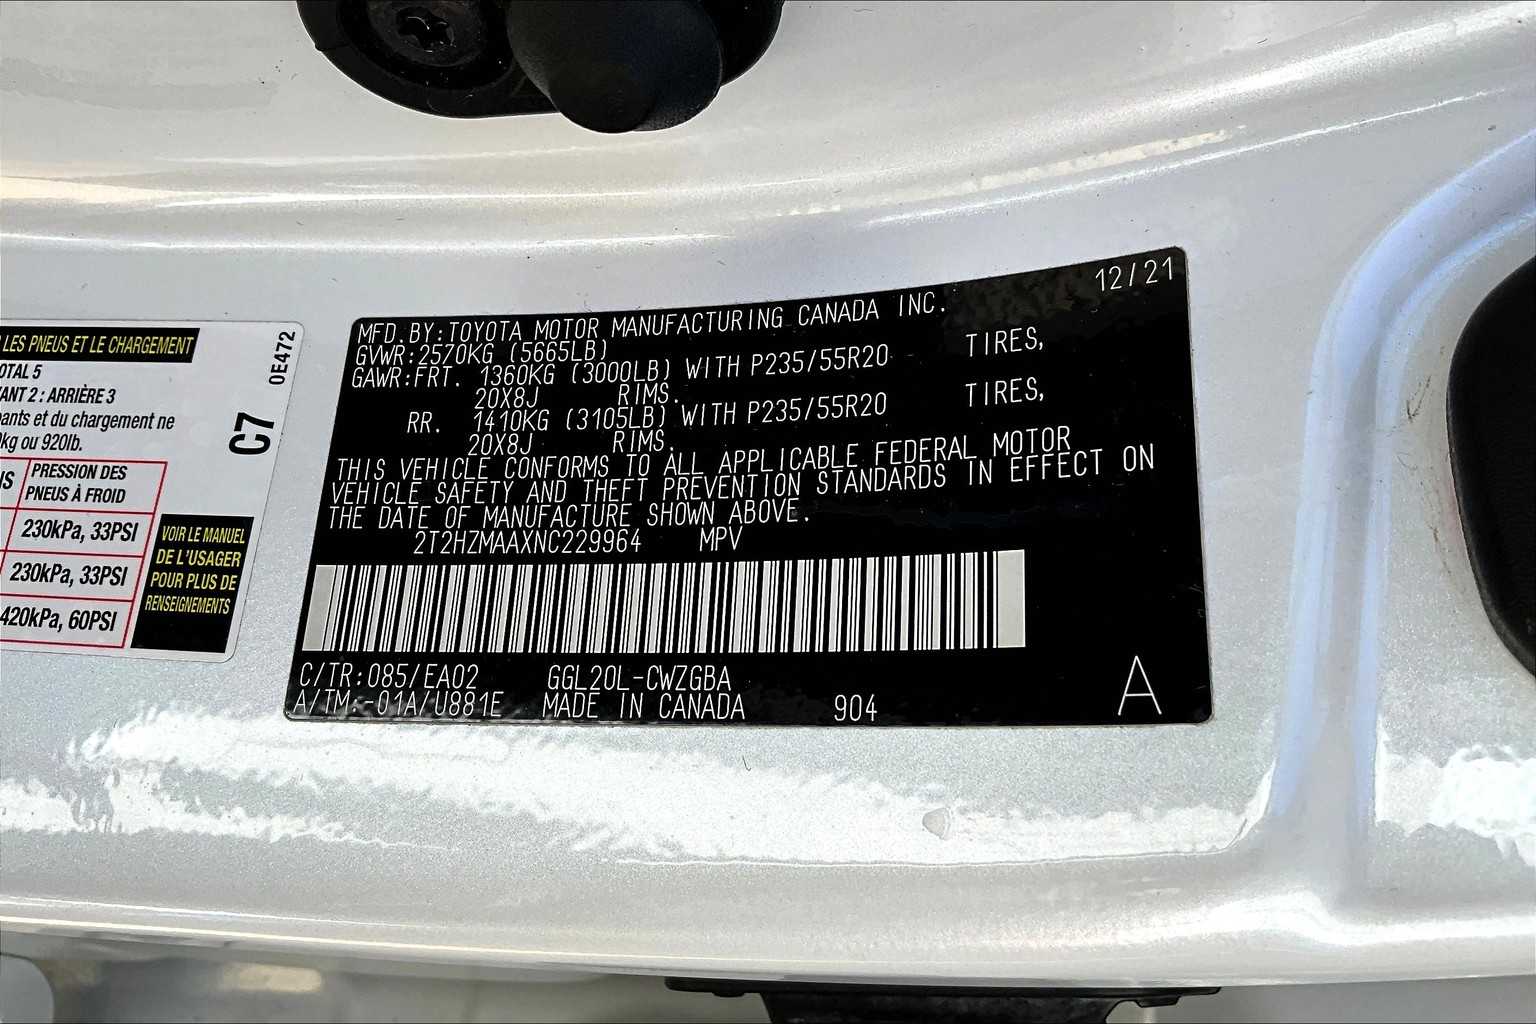 LES PNEUS ET LE CHARGEMENT
OTAL 5
ANT 2 : ARRIÈRE 3
pants et du chargement ne
kg ou 920lb.
0E472
C7
NS
PRESSION DES
PNEUS À FROID
230kPa, 33PSI
230kPa, 33PSI
420kPa, 60PSI
VOIR LE MANUEL
DE L'USAGER
POUR PLUS DE
RENSEIGNEMENTS
12/21
MFD.BY:TOYOTA MOTOR MANUFACTURING CANADA INC.
GVWR:2570KG (5665LB)
GAWR:FRT. 1360KG (3000LB) WITH P235/55R20 TIRES,
20X8J RIMS.
RR. 1410KG (3105LB) WITH P235/55R20 TIRES,
20X8J RIMS.
THIS VEHICLE CONFORMS TO ALL APPLICABLE FEDERAL MOTOR
VEHICLE SAFETY AND THEFT PREVENTION STANDARDS IN EFFECT ON
THE DATE OF MANUFACTURE SHOWN ABOVE.
2T2HZMAAXNC229964 MPV
C/TR:085/EA02 GGL20L-CWZGBA
A/TM:-01A/U881E MADE IN CANADA 904
A